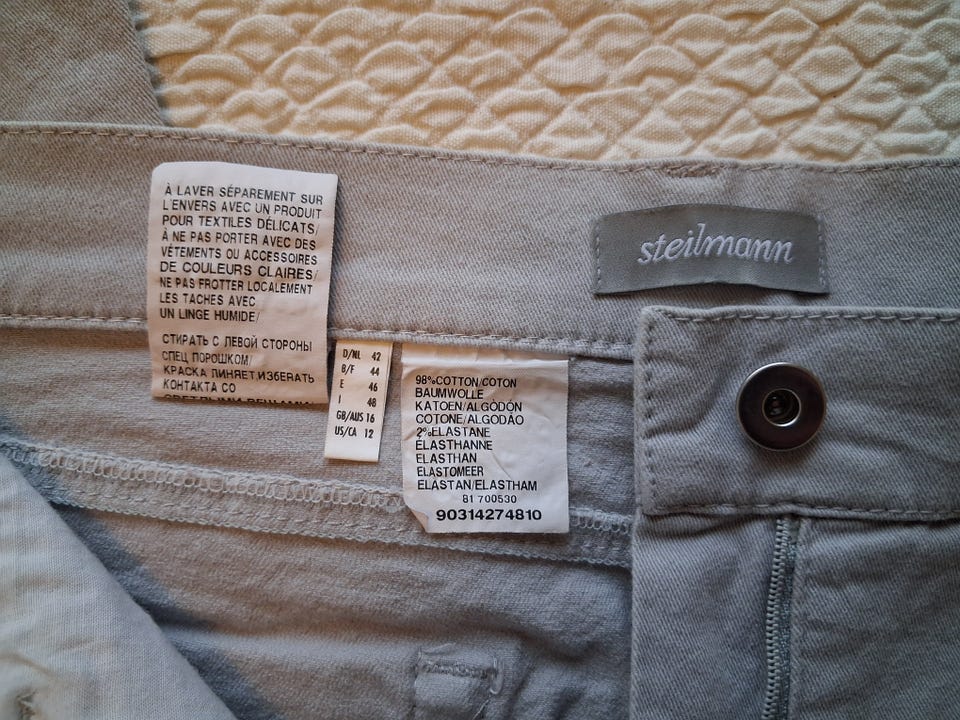 À LAVER SÉPAREMENT SUR
L'ENVERS AVEC UN PRODUIT
POUR TEXTILES DÉLICATS/
À NE PAS PORTER AVEC DES
VÉTEMENTS OU ACCESSOIRES
DE COULEURS CLAIRES/
NE PAS FROTTER LOCALEMENT
LES TACHES AVEC
UN LINGE HUMIDE/
СТИРАТЬ С ЛЕВОЙ СТОРОНЫ
СПЕЦ ПОРОШКОМ/
КРАСКА ЛИНЯЕТ,ИЗБЕГАТЬ
КОНТАКТА СО
СВЕТЛЫМИ ВЕЩАМИ
D/NL 42
B/F 44
E 46
I 48
GB/AUS 16
US/CA 12
98%COTTON/COTON
BAUMWOLLE
KATOEN/ALGODÓN
COTONE/ALGODÃO
2%ELASTANE
ÉLASTHANNE
ELASTHAN
ELASTOMEER
ELASTAN/ELASTHAM
81 700530
90314274810
steilmann